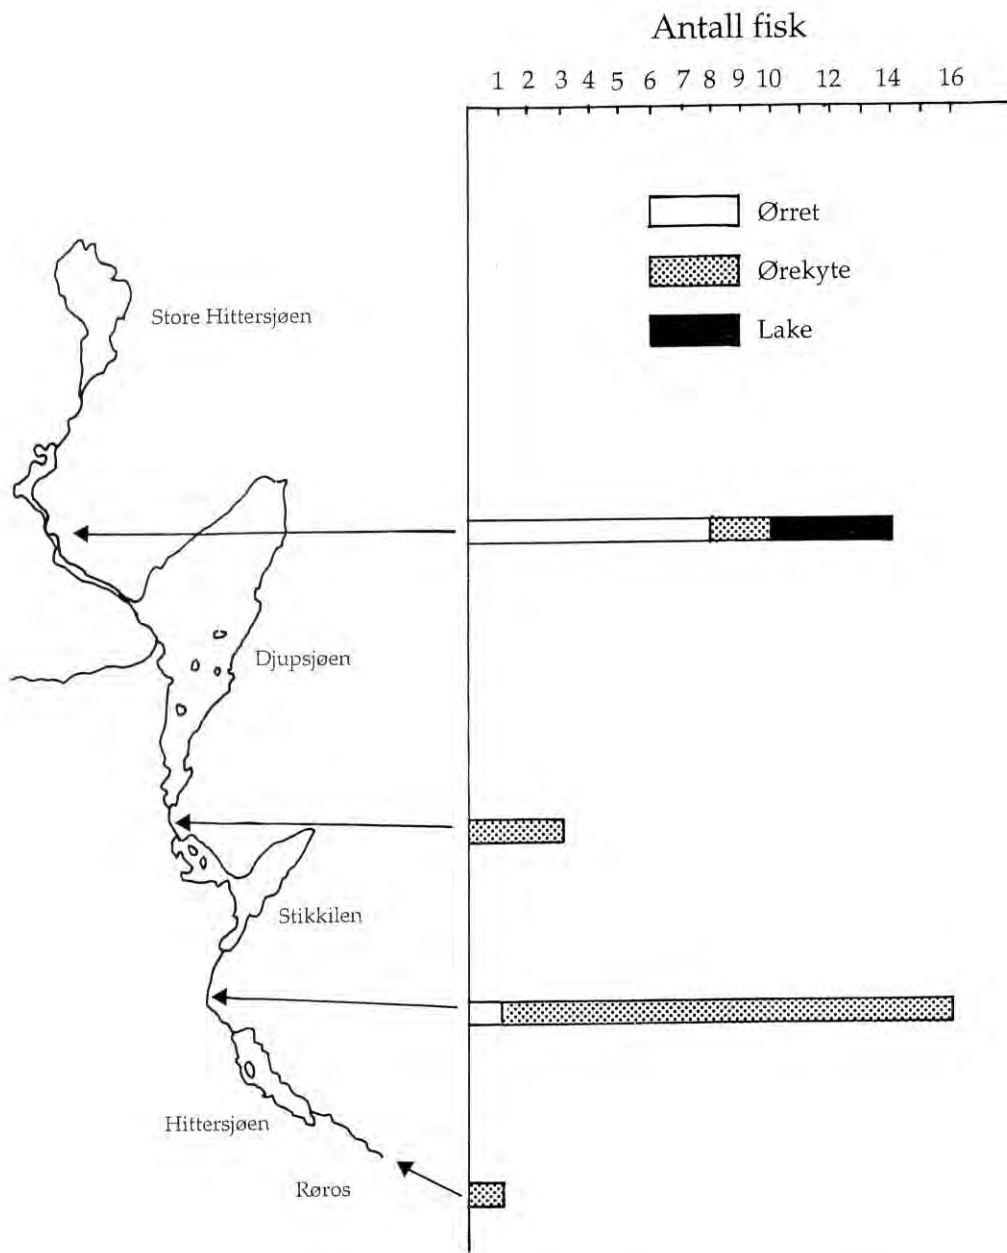 Antall fisk
1 2 3 4 5 6 7 8 9 10 12 14 16
Ørret
Ørekyte
Lake
Store Hittersjøen
Djupsjøen
Stikkilen
Hittersjøen
Røros